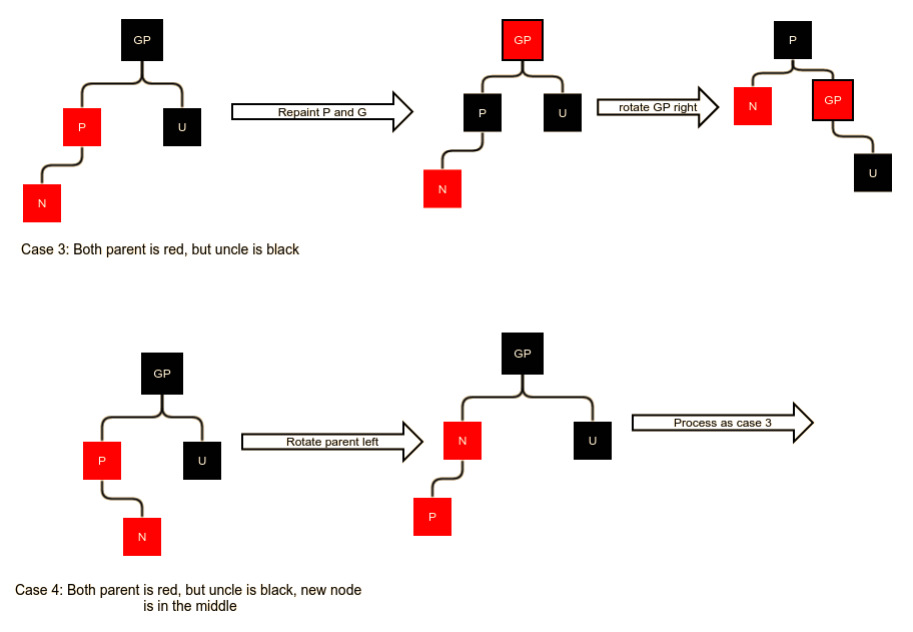 GP
GP
P
P
U
Repaint P and G
P
U
rotate GP right
N
GP
N
N
U
Case 3: Both parent is red, but uncle is black
GP
GP
P
U
Rotate parent left
N
U
Process as case 3
N
P
Case 4: Both parent is red, but uncle is black, new node
is in the middle